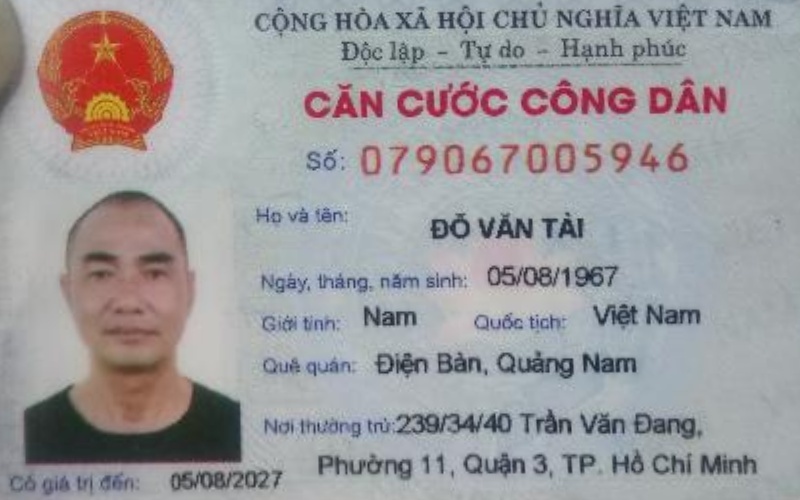 CỘNG HÒA XÃ HỘI CHỦ NGHĨA VIỆT NAM
Độc lập - Tự do - Hạnh phúc
CĂN CƯỚC CÔNG DÂN
Số: 079067005946
Họ và tên: ĐỖ VĂN TÀI
Ngày, tháng, năm sinh: 05/08/1967
Giới tính: Nam Quốc tịch: Việt Nam
Quê quán: Điện Bàn, Quảng Nam
Nơi thường trú: 239/34/40 Trần Văn Đang,
Phường 11, Quận 3, TP. Hồ Chí Minh
Có giá trị đến: 05/08/2027